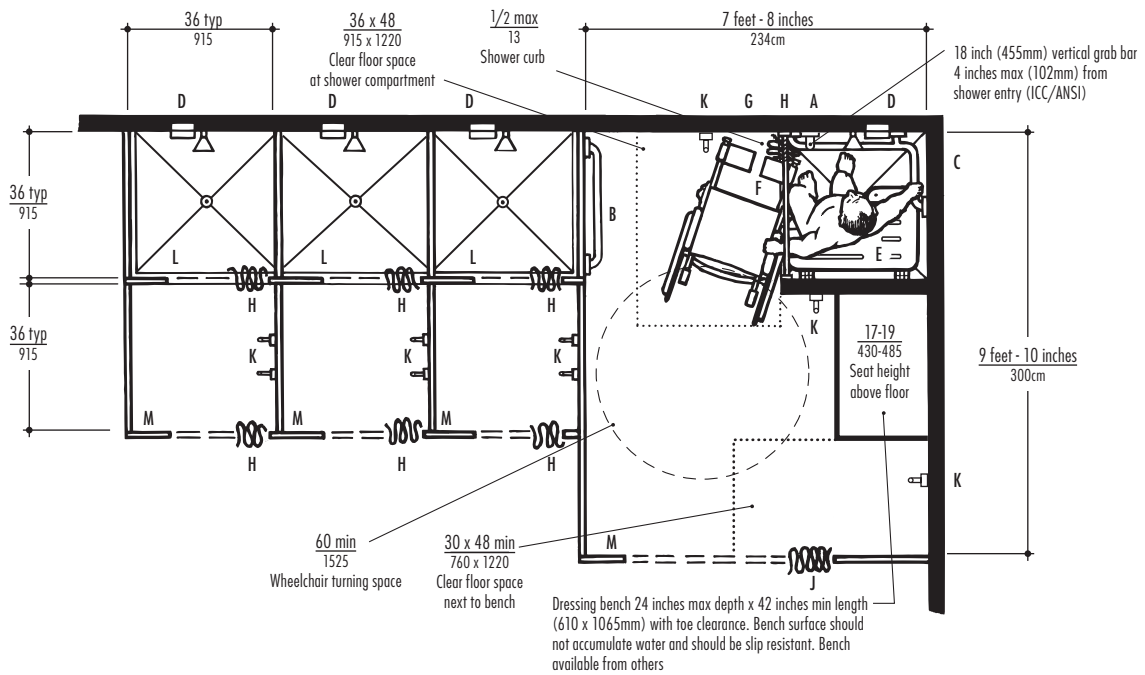 36 typ
915
36 x 48
915 x 1220
Clear floor space
at shower compartment
1/2 max
13
Shower curb
7 feet - 8 inches
234cm
18 inch (455mm) vertical grab bar
4 inches max (102mm) from
shower entry (ICC/ANSI)
D
D
D
K
G
H
A
D
C
36 typ
915
B
F
E
L
L
L
H
H
H
K
17-19
430-485
Seat height
above floor
9 feet - 10 inches
300cm
36 typ
915
K
K
K
M
M
M
H
H
H
K
60 min
1525
Wheelchair turning space
30 x 48 min
760 x 1220
Clear floor space
next to bench
M
J
Dressing bench 24 inches max depth x 42 inches min length
(610 x 1065mm) with toe clearance. Bench surface should
not accumulate water and should be slip resistant. Bench
available from others